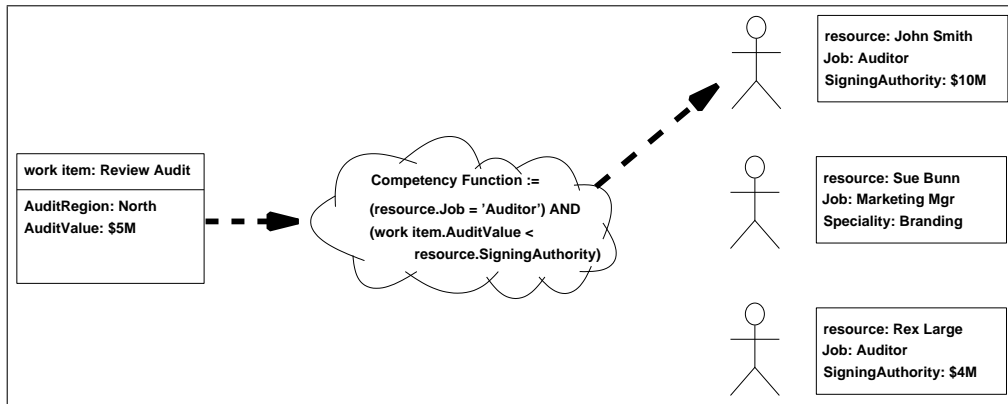 work item: Review Audit
AuditRegion: North
AuditValue: $5M
Competency Function :=
(resource.Job = 'Auditor') AND
(work item.AuditValue <
resource.SigningAuthority)
resource: John Smith
Job: Auditor
SigningAuthority: $10M
resource: Sue Bunn
Job: Marketing Mgr
Speciality: Branding
resource: Rex Large
Job: Auditor
SigningAuthority: $4M